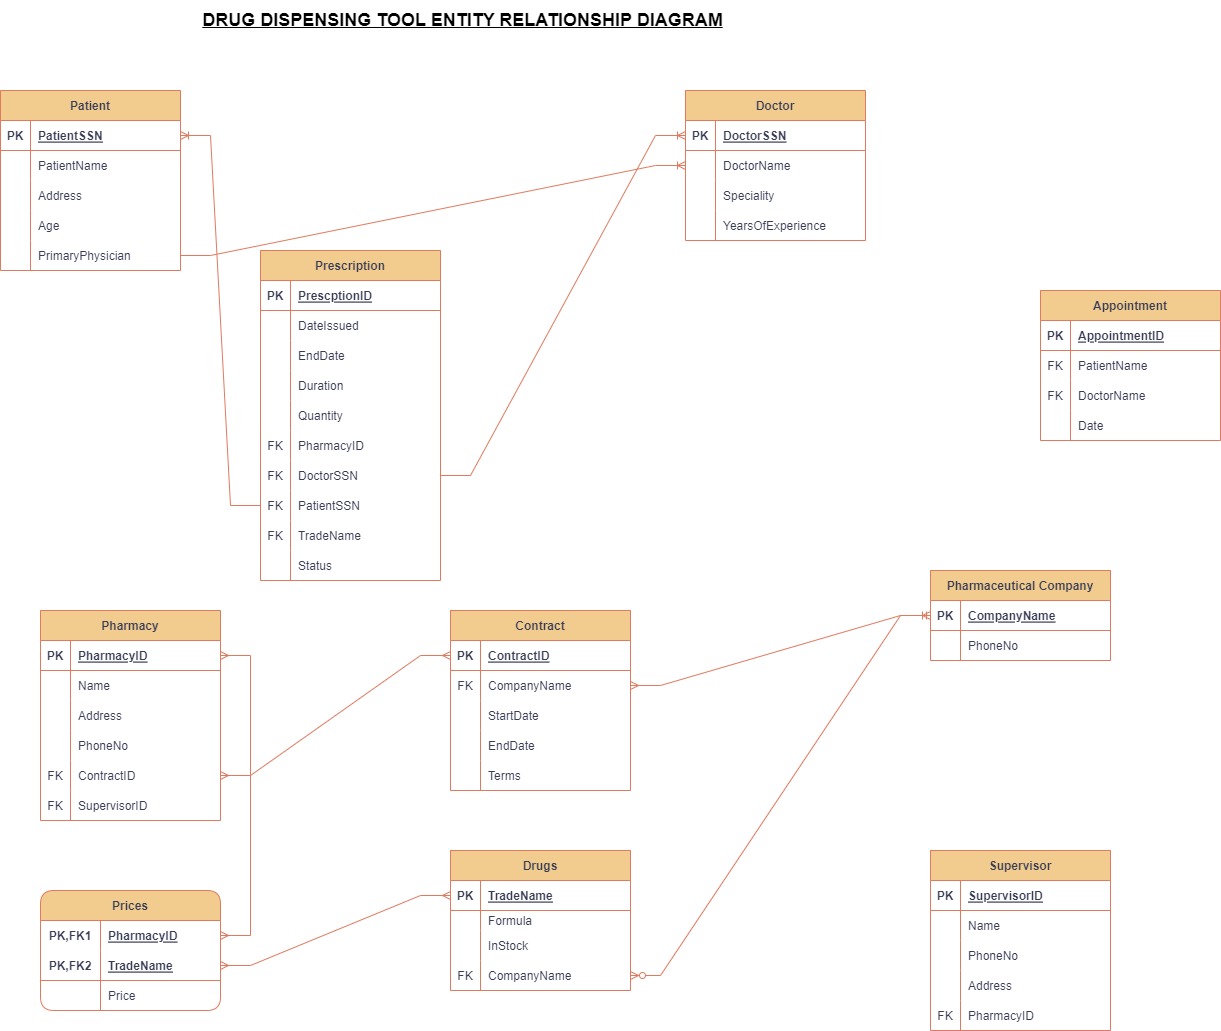 DRUG DISPENSING TOOL ENTITY RELATIONSHIP DIAGRAM
Patient
PK PatientSSN
PatientName
Address
Age
PrimaryPhysician
Doctor
PK DoctorSSN
DoctorName
Speciality
YearsOfExperience
Prescription
PK PrescptionID
DateIssued
EndDate
Duration
Quantity
FK PharmacyID
FK DoctorSSN
FK PatientSSN
FK TradeName
Status
Appointment
PK AppointmentID
FK PatientName
FK DoctorName
Date
Pharmacy
PK PharmacyID
Name
Address
PhoneNo
FK ContractID
FK SupervisorID
Contract
PK ContractID
FK CompanyName
StartDate
EndDate
Terms
Pharmaceutical Company
PK CompanyName
PhoneNo
Prices
PK,FK1 PharmacyID
PK,FK2 TradeName
Price
Drugs
PK TradeName
Formula
InStock
FK CompanyName
Supervisor
PK SupervisorID
Name
PhoneNo
Address
FK PharmacyID